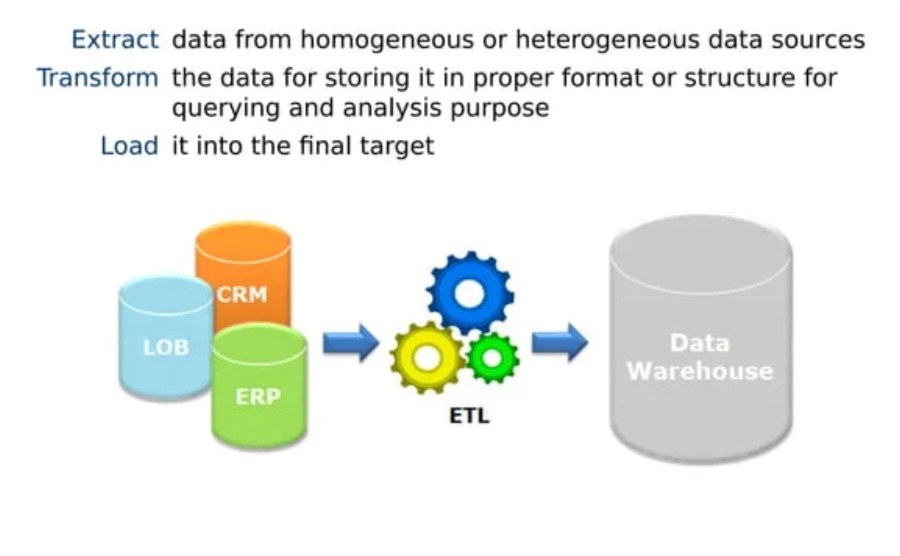 Extract data from homogeneous or heterogeneous data sources
Transform the data for storing it in proper format or structure for
querying and analysis purpose
Load it into the final target
CRM
LOB
ERP
ETL
Data
Warehouse